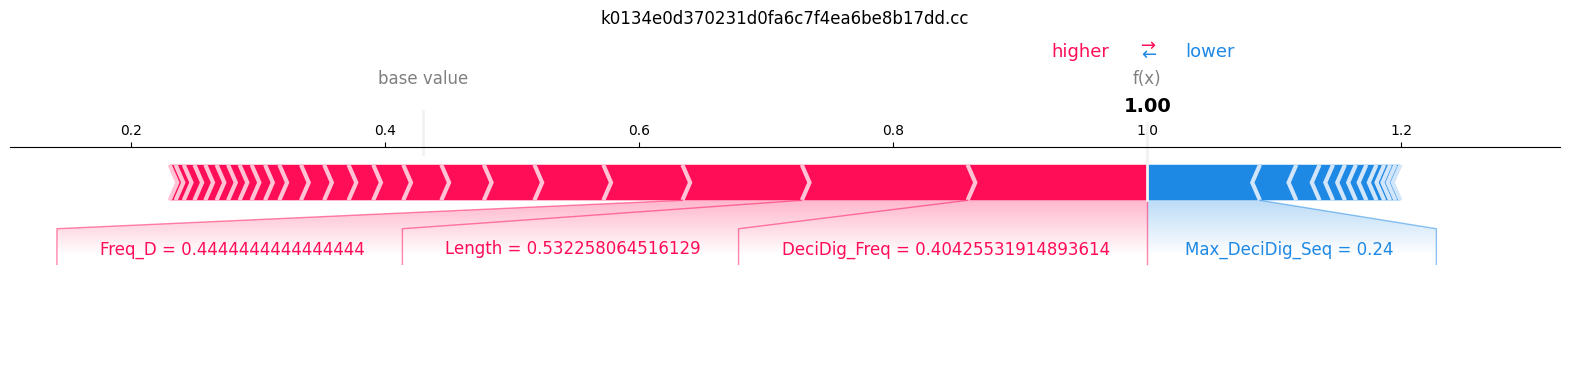 k0134e0d370231d0fa6c7f4ea6be8b17dd.cc
higher → ← lower
base value f(x)
1.00
0.2 0.4 0.6 0.8 1.0 1.2
Freq_D = 0.4444444444444444 Length = 0.532258064516129 DeciDig_Freq = 0.40425531914893614 Max_DeciDig_Seq = 0.24